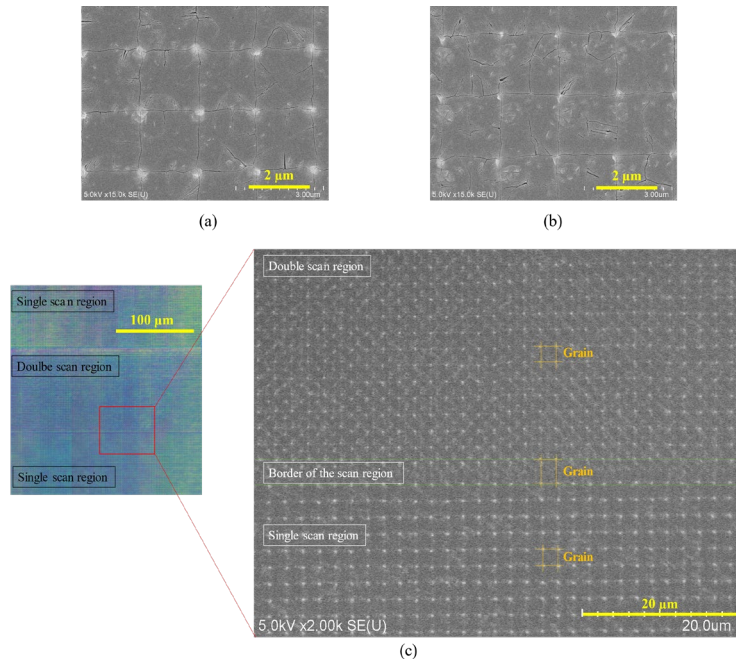 2 μm
5.0kV x15.0k SE(U)
3.00um
(a)
2 μm
5.0kV x15.0k SE(U)
3.00um
(b)
Single scan region
100 μm
Doulbe scan region
Single scan region
Double scan region
Grain
Border of the scan region
Grain
Single scan region
Grain
20 μm
5.0kV x2.00k SE(U)
20.0um
(c)